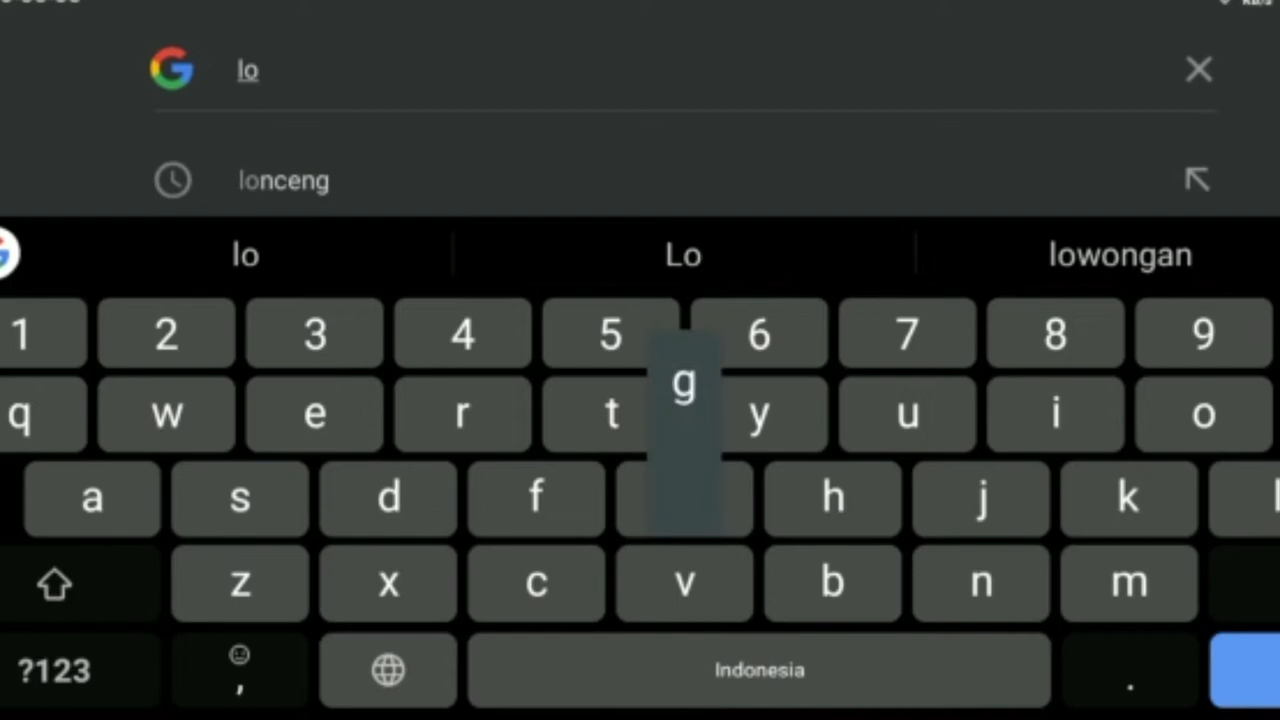 lo
lonceng
lo Lo lowongan
1 2 3 4 5 6 7 8 9
q w e r t g y u i o
a s d f h j k
z x c v b n m
?123 , Indonesia .